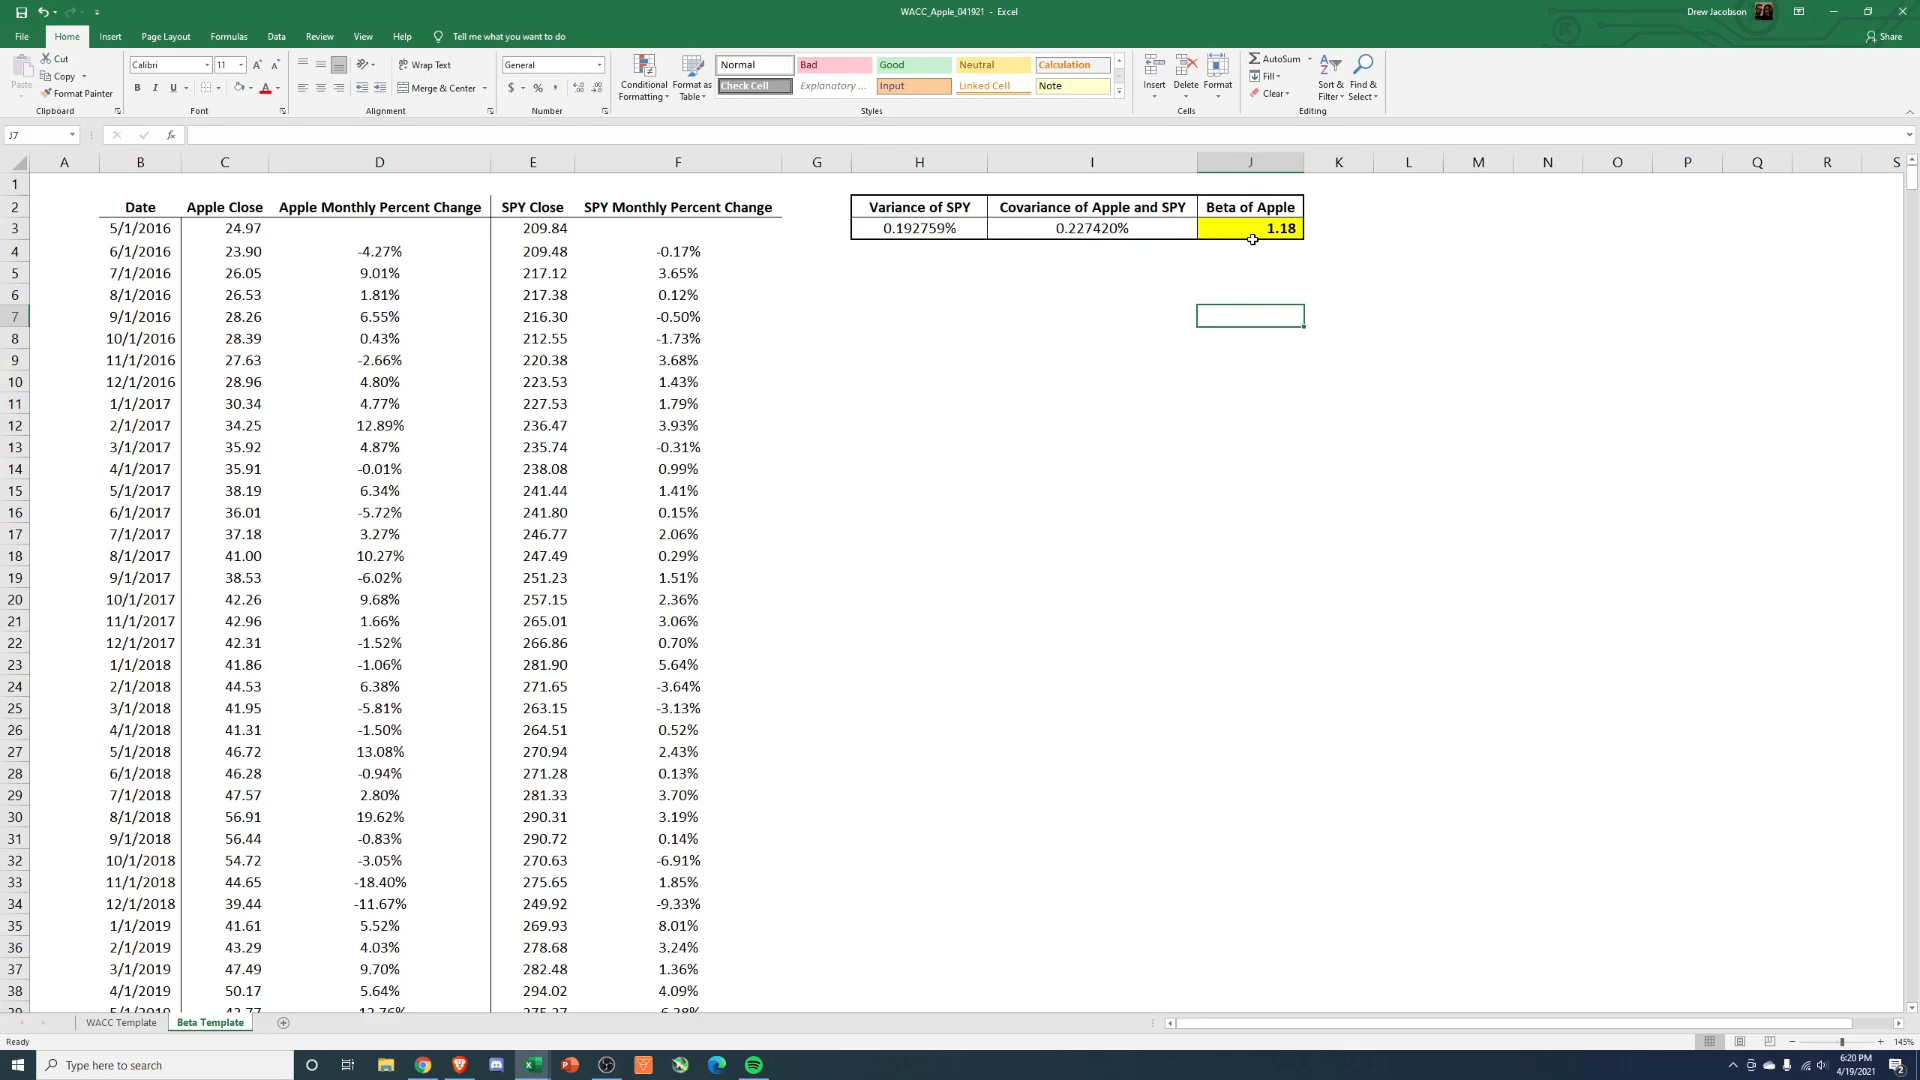 WACC_Apple_041921 - Excel
Drew Jacobson
File Home Insert Page Layout Formulas Data Review View Help Tell me what you want to do
Share
Paste
Cut
Copy
Format Painter
Clipboard
Calibri 11
B I U
Font
Wrap Text
Merge & Center
Alignment
General
$ % ,
Number
Conditional Formatting
Format as Table
Normal Bad Good Neutral Calculation
Check Cell Explanatory ... Input Linked Cell Note
Styles
Insert Delete Format
Cells
AutoSum
Fill
Clear
Sort & Filter
Find & Select
Editing
J7
fx
A B C D E F G H I J K L M N O P Q R S
1
2 Date Apple Close Apple Monthly Percent Change SPY Close SPY Monthly Percent Change Variance of SPY Covariance of Apple and SPY Beta of Apple
3 5/1/2016 24.97 209.84 0.192759% 0.227420% 1.18
4 6/1/2016 23.90 -4.27% 209.48 -0.17%
5 7/1/2016 26.05 9.01% 217.12 3.65%
6 8/1/2016 26.53 1.81% 217.38 0.12%
7 9/1/2016 28.26 6.55% 216.30 -0.50%
8 10/1/2016 28.39 0.43% 212.55 -1.73%
9 11/1/2016 27.63 -2.66% 220.38 3.68%
10 12/1/2016 28.96 4.80% 223.53 1.43%
11 1/1/2017 30.34 4.77% 227.53 1.79%
12 2/1/2017 34.25 12.89% 236.47 3.93%
13 3/1/2017 35.92 4.87% 235.74 -0.31%
14 4/1/2017 35.91 -0.01% 238.08 0.99%
15 5/1/2017 38.19 6.34% 241.44 1.41%
16 6/1/2017 36.01 -5.72% 241.80 0.15%
17 7/1/2017 37.18 3.27% 246.77 2.06%
18 8/1/2017 41.00 10.27% 247.49 0.29%
19 9/1/2017 38.53 -6.02% 251.23 1.51%
20 10/1/2017 42.26 9.68% 257.15 2.36%
21 11/1/2017 42.96 1.66% 265.01 3.06%
22 12/1/2017 42.31 -1.52% 266.86 0.70%
23 1/1/2018 41.86 -1.06% 281.90 5.64%
24 2/1/2018 44.53 6.38% 271.65 -3.64%
25 3/1/2018 41.95 -5.81% 263.15 -3.13%
26 4/1/2018 41.31 -1.50% 264.51 0.52%
27 5/1/2018 46.72 13.08% 270.94 2.43%
28 6/1/2018 46.28 -0.94% 271.28 0.13%
29 7/1/2018 47.57 2.80% 281.33 3.70%
30 8/1/2018 56.91 19.62% 290.31 3.19%
31 9/1/2018 56.44 -0.83% 290.72 0.14%
32 10/1/2018 54.72 -3.05% 270.63 -6.91%
33 11/1/2018 44.65 -18.40% 275.65 1.85%
34 12/1/2018 39.44 -11.67% 249.92 -9.33%
35 1/1/2019 41.61 5.52% 269.93 8.01%
36 2/1/2019 43.29 4.03% 278.68 3.24%
37 3/1/2019 47.49 9.70% 282.48 1.36%
38 4/1/2019 50.17 5.64% 294.02 4.09%
WACC Template Beta Template
Ready
145%
Type here to search
6:20 PM
4/19/2021